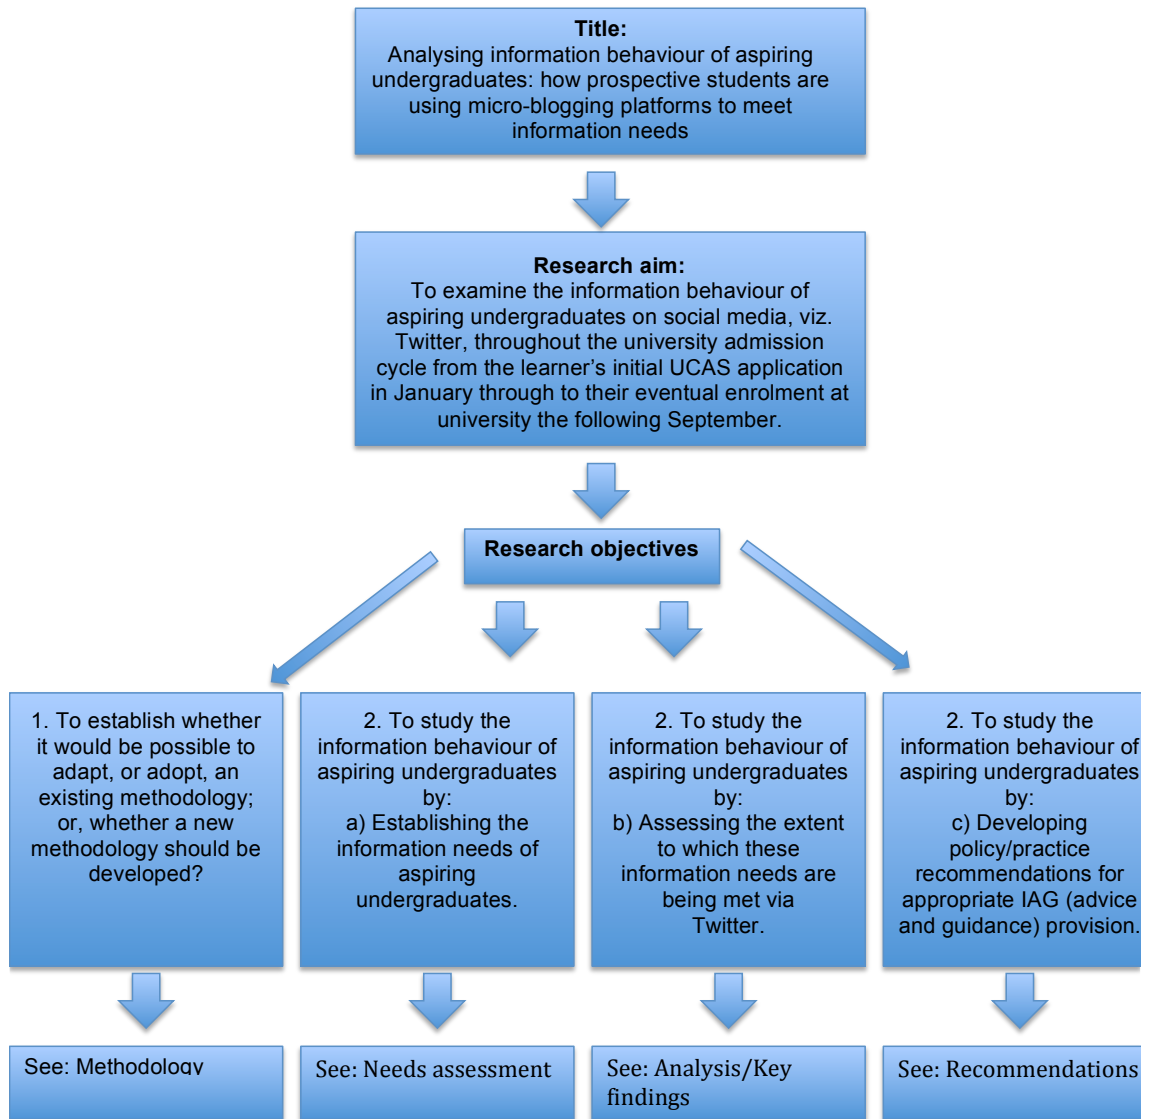 Title:
Analysing information behaviour of aspiring
undergraduates: how prospective students are
using micro-blogging platforms to meet
information needs
Research aim:
To examine the information behaviour of
aspiring undergraduates on social media, viz.
Twitter, throughout the university admission
cycle from the learner’s initial UCAS application
in January through to their eventual enrolment at
university the following September.
Research objectives
1. To establish whether
it would be possible to
adapt, or adopt, an
existing methodology;
or, whether a new
methodology should be
developed?
2. To study the
information behaviour of
aspiring undergraduates
by:
a) Establishing the
information needs of
aspiring
undergraduates.
2. To study the
information behaviour of
aspiring undergraduates
by:
b) Assessing the extent
to which these
information needs are
being met via
Twitter.
2. To study the
information behaviour of
aspiring undergraduates
by:
c) Developing
policy/practice
recommendations for
appropriate IAG (advice
and guidance) provision.
See: Methodology
See: Needs assessment
See: Analysis/Key
findings
See: Recommendations